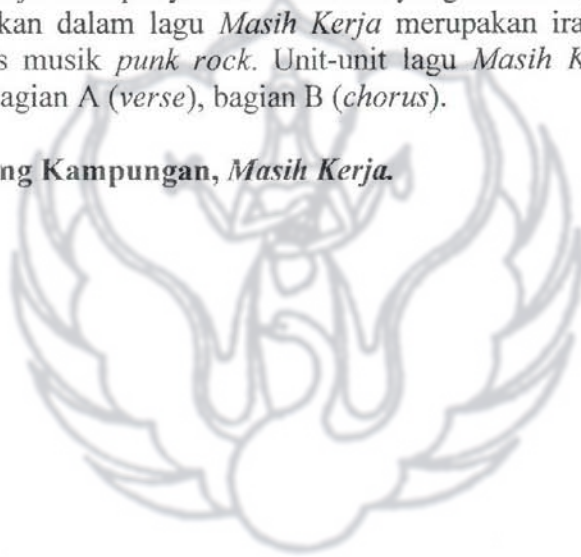 kan dalam lagu Masih Kerja merupakan ira
s musik punk rock. Unit-unit lagu Masih K
agian A (verse), bagian B (chorus).
ng Kampungan, Masih Kerja.